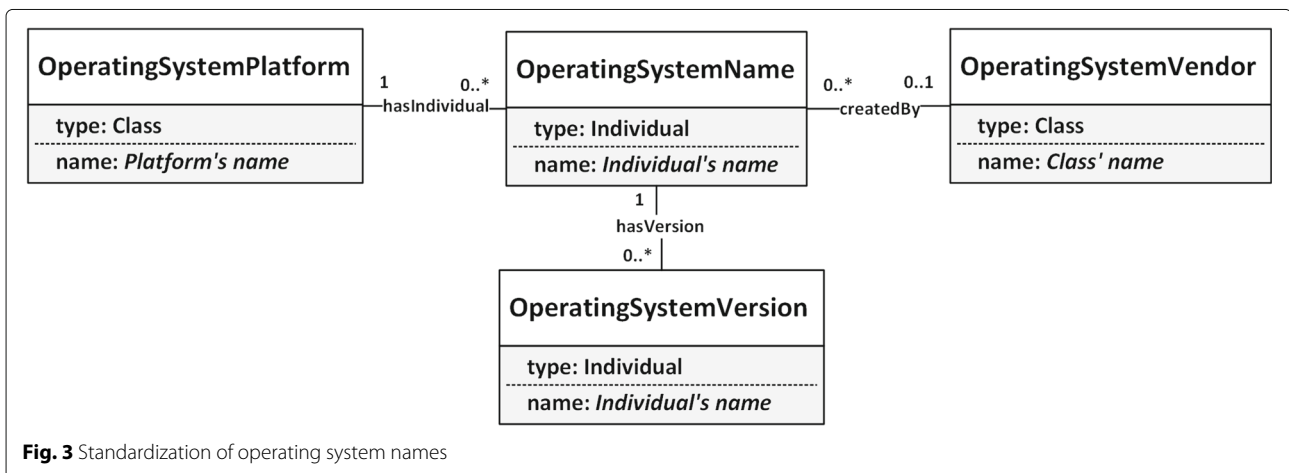 OperatingSystemPlatform
type: Class
name: Platform's name
1 0..*
hasIndividual
OperatingSystemName
type: Individual
name: Individual's name
0..* 0..1
createdBy
OperatingSystemVendor
type: Class
name: Class' name
1
hasVersion
0..*
OperatingSystemVersion
type: Individual
name: Individual's name
Fig. 3 Standardization of operating system names